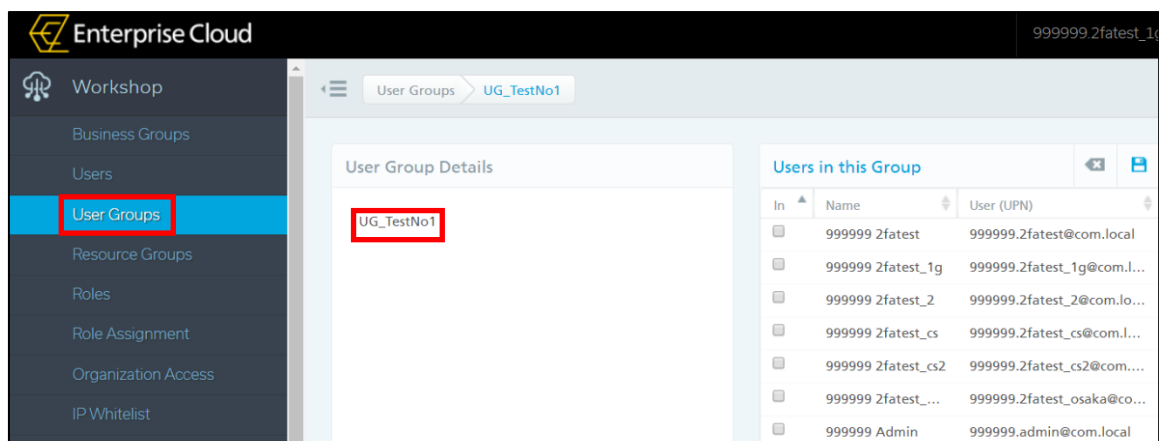 Enterprise Cloud
999999.2fatest_1g
Workshop
Business Groups
Users
User Groups
Resource Groups
Roles
Role Assignment
Organization Access
IP Whitelist
User Groups UG_TestNo1
User Group Details
UG_TestNo1
Users in this Group
In Name User (UPN)
999999 2fatest 999999.2fatest@com.local
999999 2fatest_1g 999999.2fatest_1g@com.l...
999999 2fatest_2 999999.2fatest_2@com.lo...
999999 2fatest_cs 999999.2fatest_cs@com.l...
999999 2fatest_cs2 999999.2fatest_cs2@com....
999999 2fatest_... 999999.2fatest_osaka@co...
999999 Admin 999999.admin@com.local